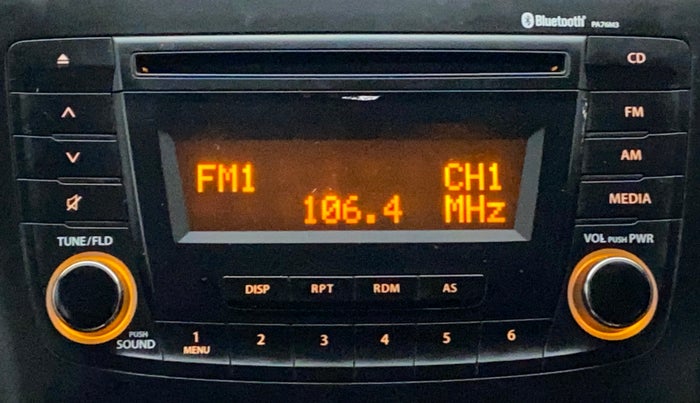 Bluetooth® PA76M3
CD
FM
AM
MEDIA
FM1 CH1
106.4 MHz
TUNE/FLD
VOL PUSH PWR
DISP RPT RDM AS
PUSH
SOUND
1 2 3 4 5 6
MENU